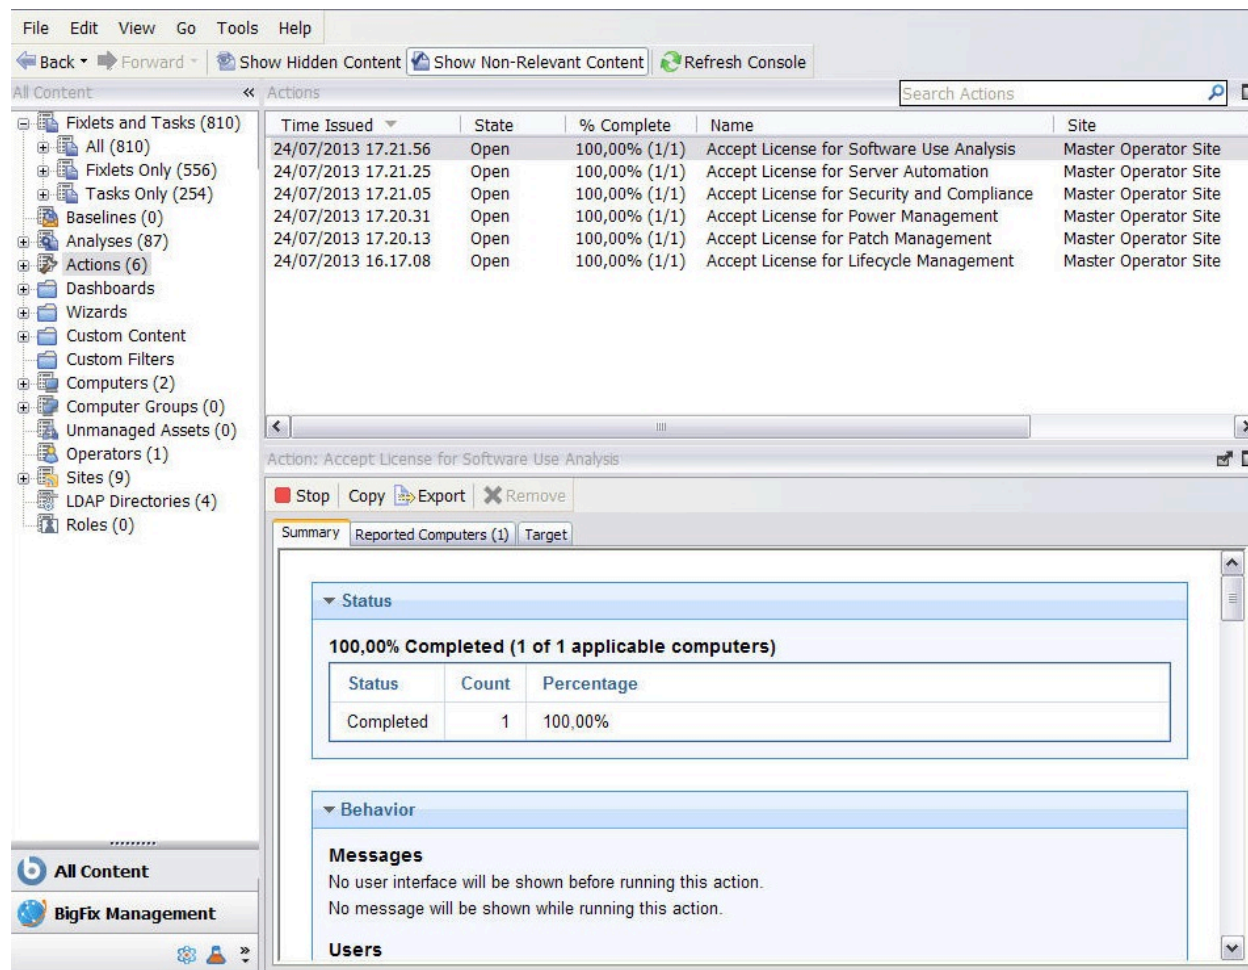 File Edit View Go Tools Help
Back Forward Show Hidden Content Show Non-Relevant Content Refresh Console
All Content « Actions Search Actions
Fixlets and Tasks (810)
All (810)
Fixlets Only (556)
Tasks Only (254)
Baselines (0)
Analyses (87)
Actions (6)
Dashboards
Wizards
Custom Content
Custom Filters
Computers (2)
Computer Groups (0)
Unmanaged Assets (0)
Operators (1)
Sites (9)
LDAP Directories (4)
Roles (0)
All Content
BigFix Management
Time Issued State % Complete Name Site
24/07/2013 17.21.56 Open 100,00% (1/1) Accept License for Software Use Analysis Master Operator Site
24/07/2013 17.21.25 Open 100,00% (1/1) Accept License for Server Automation Master Operator Site
24/07/2013 17.21.05 Open 100,00% (1/1) Accept License for Security and Compliance Master Operator Site
24/07/2013 17.20.31 Open 100,00% (1/1) Accept License for Power Management Master Operator Site
24/07/2013 17.20.13 Open 100,00% (1/1) Accept License for Patch Management Master Operator Site
24/07/2013 16.17.08 Open 100,00% (1/1) Accept License for Lifecycle Management Master Operator Site
Action: Accept License for Software Use Analysis
Stop Copy Export Remove
Summary Reported Computers (1) Target
Status
100,00% Completed (1 of 1 applicable computers)
Status Count Percentage
Completed 1 100,00%
Behavior
Messages
No user interface will be shown before running this action.
No message will be shown while running this action.
Users